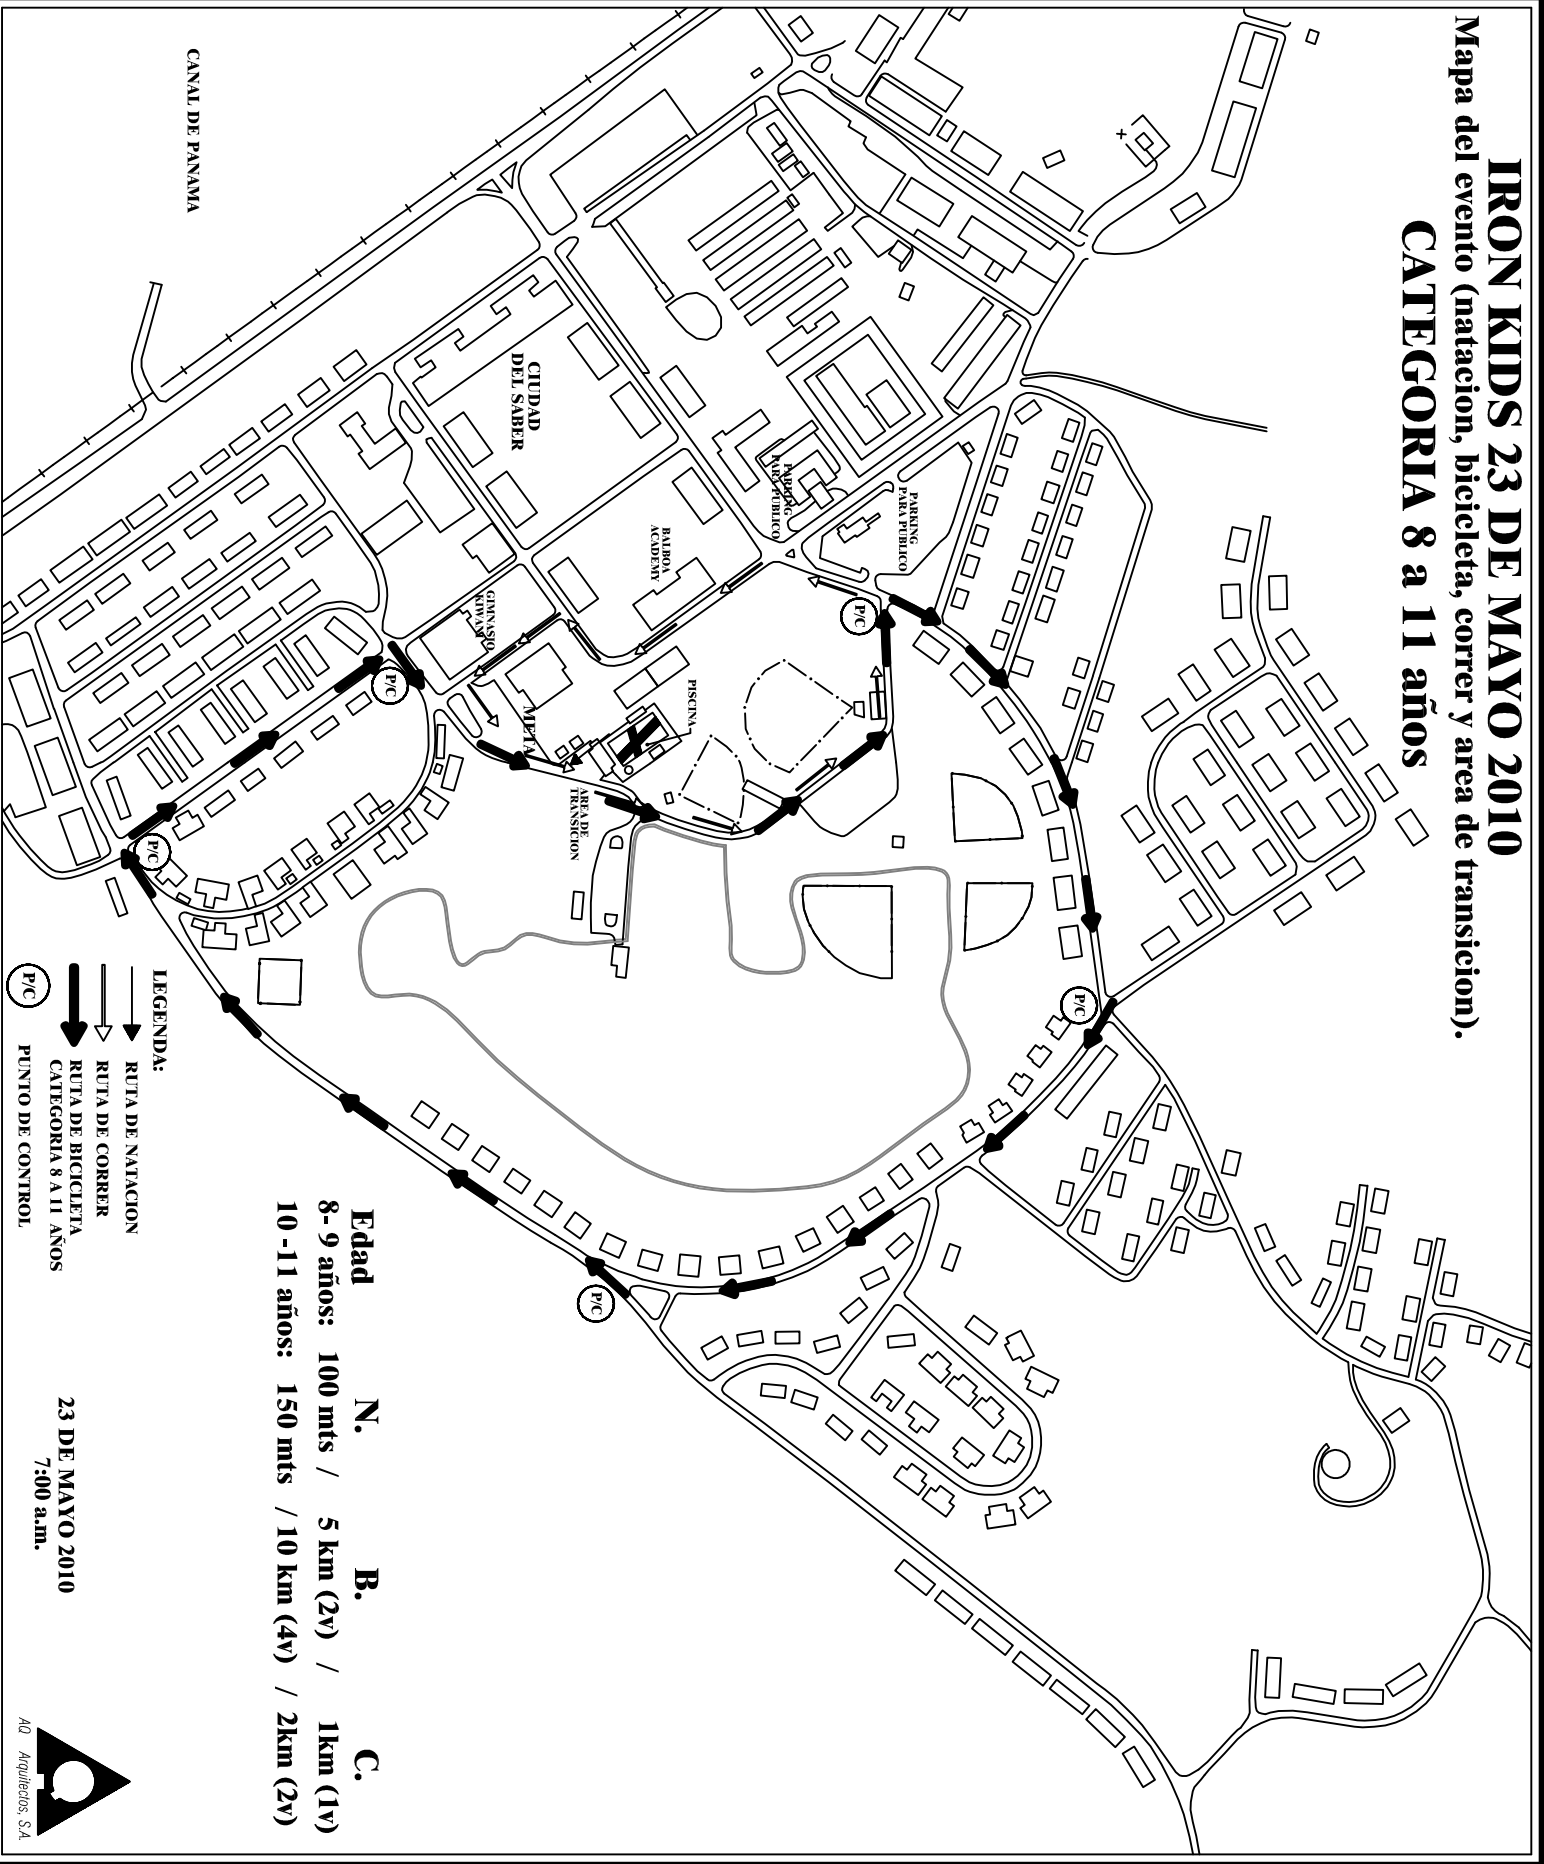 IRON KIDS 23 DE MAYO 2010
Mapa del evento (natacion, bicicleta, correr y area de transicion).
CATEGORIA 8 a 11 años
CANAL DE PANAMA
CIUDAD
DEL SABER
PARKING
PARA PUBLICO
PARKING
PARA PUBLICO
BALBOA
ACADEMY
GIMNASIO
KIWANIS
PISCINA
META
AREA DE
TRANSICION
P/C
P/C
P/C
P/C
P/C
LEGENDA:
RUTA DE NATACION
RUTA DE CORRER
RUTA DE BICICLETA
CATEGORIA 8 A 11 AÑOS
P/C PUNTO DE CONTROL
Edad N. B. C.
8- 9 años: 100 mts / 5 km (2v) / 1km (1v)
10 -11 años: 150 mts / 10 km (4v) / 2km (2v)
23 DE MAYO 2010
7:00 a.m.
AQ Arquitectos, S.A.